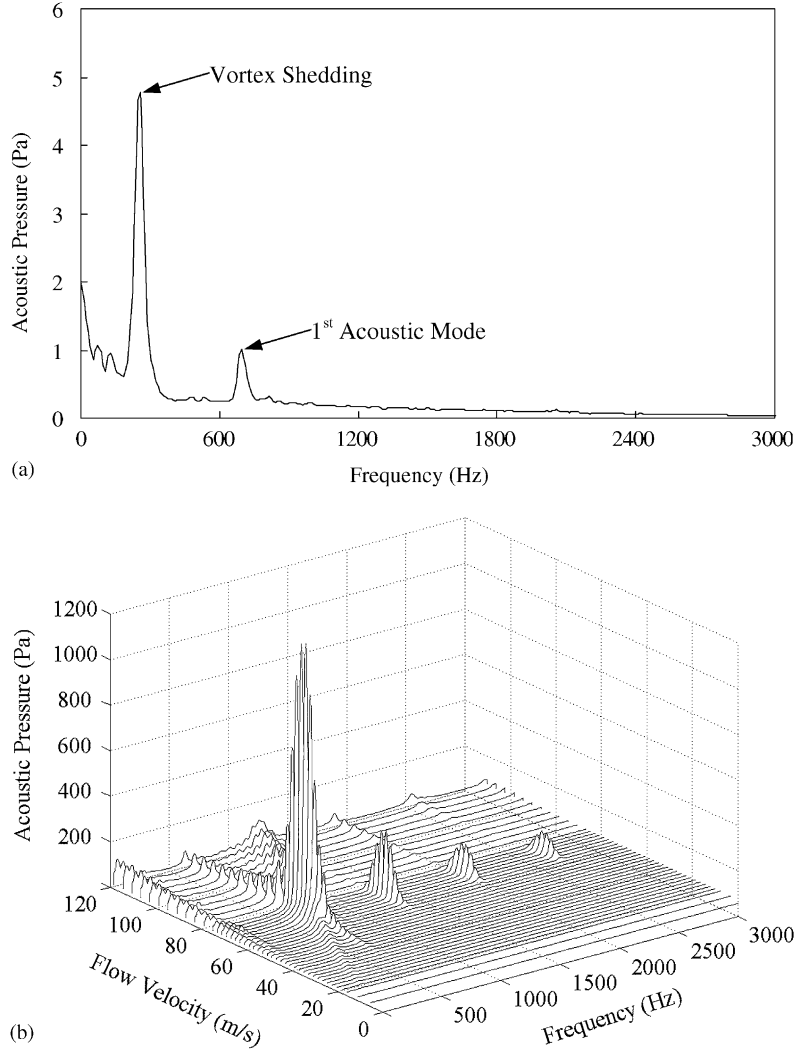 6
Vortex Shedding
5
4
Acoustic Pressure (Pa)
3
2
1st Acoustic Mode
1
0
0 600 1200 1800 2400 3000
Frequency (Hz)
(a)
1200
1000
800
600
400
200
Acoustic Pressure (Pa)
120 100 80 60 40 20 0
Flow Velocity (m/s)
500 1000 1500 2000 2500 3000
Frequency (Hz)
(b)